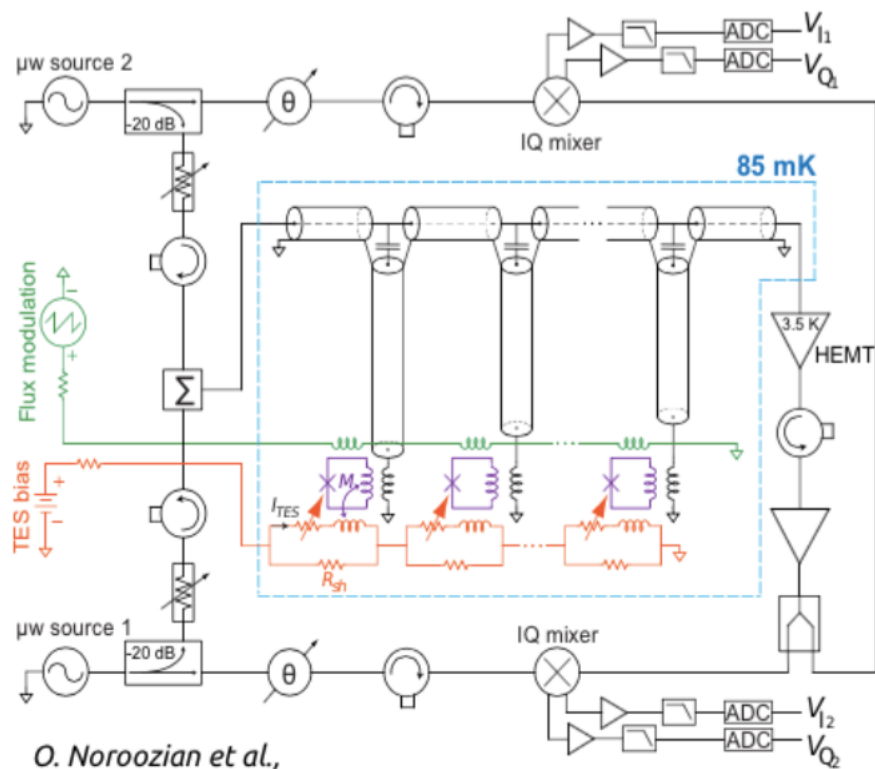 V_I1
ADC
V_Q1
ADC
μw source 2
-20 dB
θ
IQ mixer
85 mK
3.5 K
HEMT
Flux modulation
Σ
TES bias
M
I_TES
R_sh
μw source 1
-20 dB
θ
IQ mixer
ADC
V_I2
ADC
V_Q2
O. Noroozian et al.,